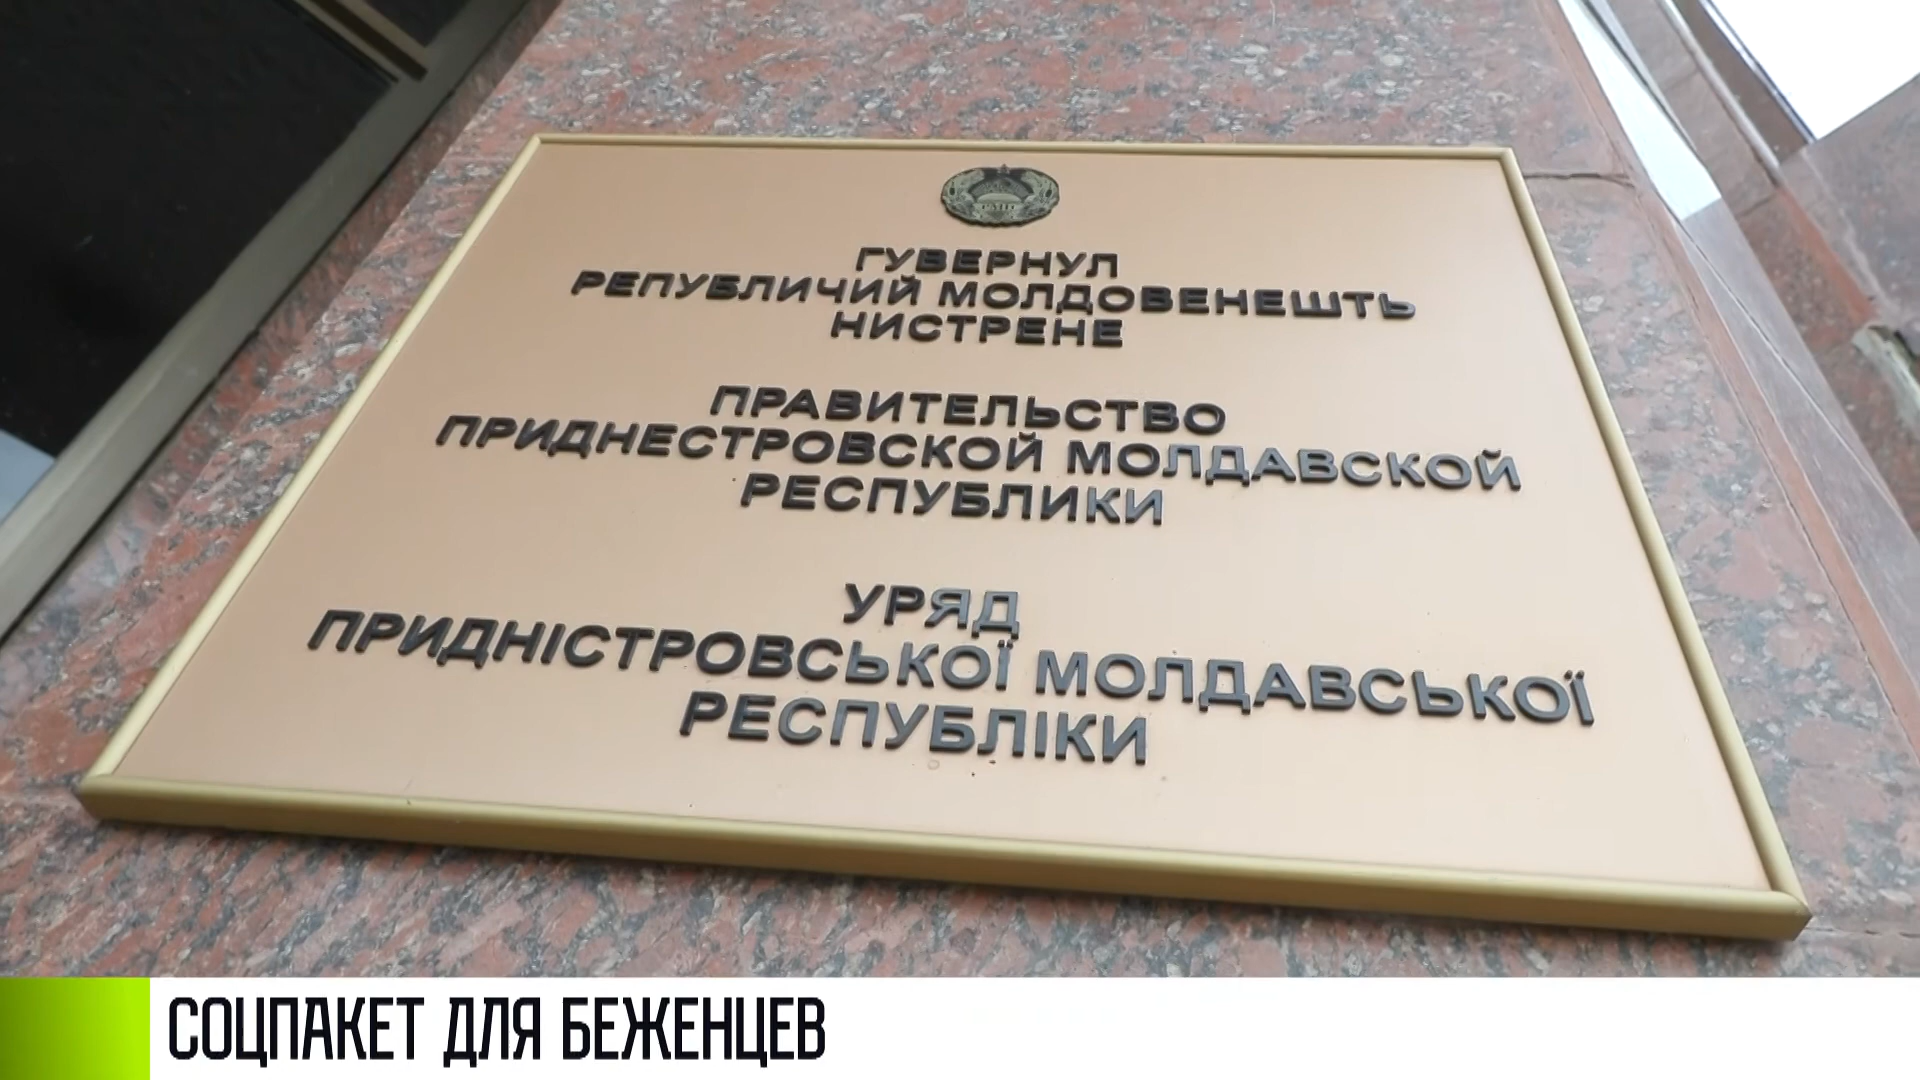 ГУВЕРНУЛ
РЕПУБЛИЧИЙ МОЛДОВЕНЕШТЬ
НИСТРЕНЕ
ПРАВИТЕЛЬСТВО
ПРИДНЕСТРОВСКОЙ МОЛДАВСКОЙ
РЕСПУБЛИКИ
УРЯД
ПРИДНІСТРОВСЬКОЇ МОЛДАВСЬКОЇ
РЕСПУБЛІКИ
СОЦПАКЕТ ДЛЯ БЕЖЕНЦЕВ